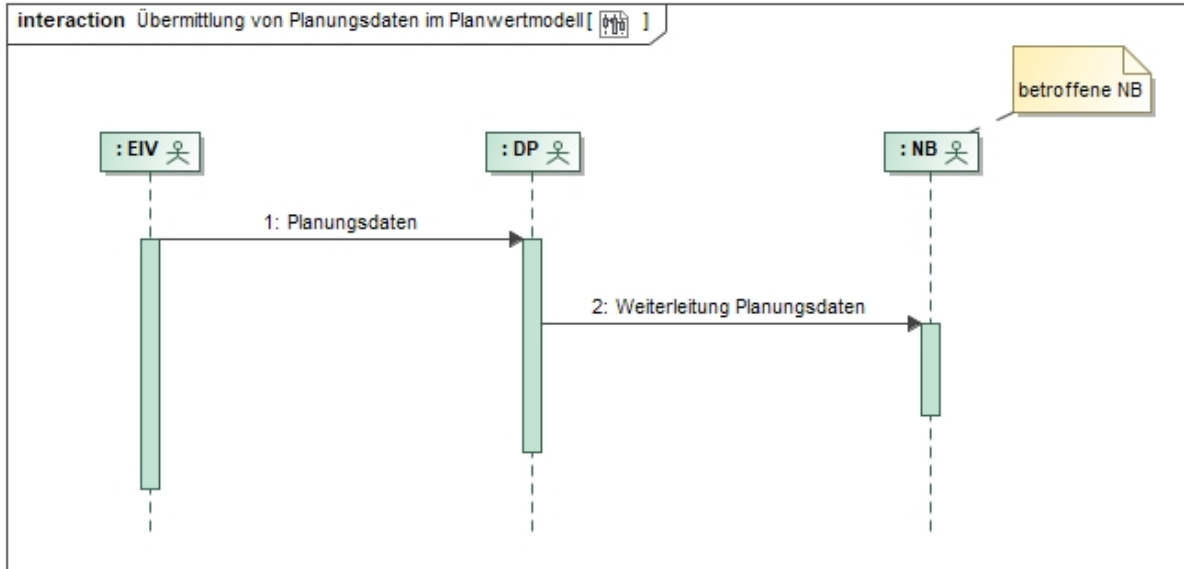 interaction Übermittlung von Planungsdaten im Planwertmodell [ ]
betroffene NB
: EIV
: DP
: NB
1: Planungsdaten
2: Weiterleitung Planungsdaten